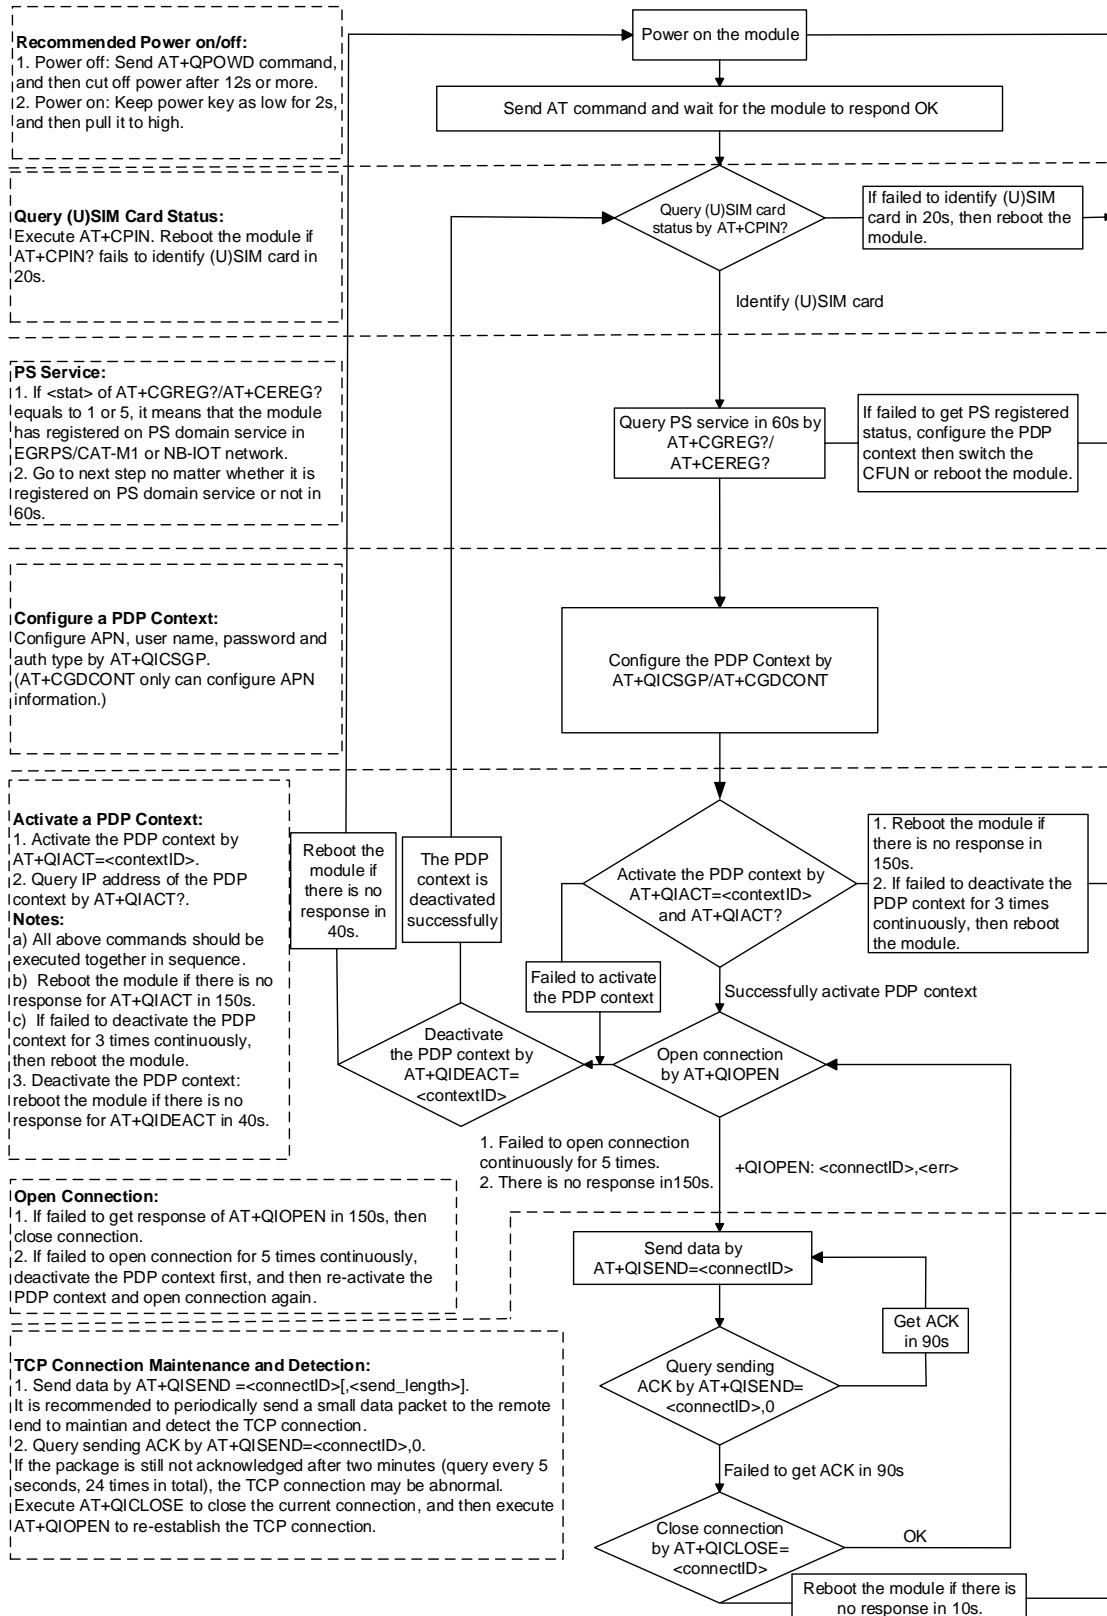 Recommended Power on/off:
1. Power off: Send AT+QPOWD command,
and then cut off power after 12s or more.
2. Power on: Keep power key as low for 2s,
and then pull it to high.
Power on the module
Send AT command and wait for the module to respond OK
Query (U)SIM Card Status:
Execute AT+CPIN. Reboot the module if
AT+CPIN? fails to identify (U)SIM card in
20s.
Query (U)SIM card
status by AT+CPIN?
If failed to identify (U)SIM
card in 20s, then reboot the
module.
Identify (U)SIM card
PS Service:
1. If <stat> of AT+CGREG?/AT+CEREG?
equals to 1 or 5, it means that the module
has registered on PS domain service in
EGRPS/CAT-M1 or NB-IOT network.
2. Go to next step no matter whether it is
registered on PS domain service or not in
60s.
Query PS service in 60s by
AT+CGREG?/
AT+CEREG?
If failed to get PS registered
status, configure the PDP
context then switch the
CFUN or reboot the module.
Configure a PDP Context:
Configure APN, user name, password and
auth type by AT+QICSGP.
(AT+CGDCONT only can configure APN
information.)
Configure the PDP Context by
AT+QICSGP/AT+CGDCONT
Activate a PDP Context:
1. Activate the PDP context by
AT+QIACT=<contextID>.
2. Query IP address of the PDP
context by AT+QIACT?.
Notes:
a) All above commands should be
executed together in sequence.
b) Reboot the module if there is no
response for AT+QIACT in 150s.
c) If failed to deactivate the PDP
context for 3 times continuously,
then reboot the module.
3. Deactivate the PDP context:
reboot the module if there is no
response for AT+QIDEACT in 40s.
Reboot the
module if
there is no
response in
40s.
The PDP
context is
deactivated
successfully
Activate the PDP context by
AT+QIACT=<contextID>
and AT+QIACT?
1. Reboot the module if
there is no response in
150s.
2. If failed to deactivate the
PDP context for 3 times
continuously, then reboot
the module.
Failed to activate
the PDP context
Successfully activate PDP context
Deactivate
the PDP context by
AT+QIDEACT=
<contextID>
Open connection
by AT+QIOPEN
1. Failed to open connection
continuously for 5 times.
2. There is no response in150s.
+QIOPEN: <connectID>,<err>
Open Connection:
1. If failed to get response of AT+QIOPEN in 150s, then
close connection.
2. If failed to open connection for 5 times continuously,
deactivate the PDP context first, and then re-activate the
PDP context and open connection again.
Send data by
AT+QISEND=<connectID>
Get ACK
in 90s
TCP Connection Maintenance and Detection:
1. Send data by AT+QISEND =<connectID>[,<send_length>].
It is recommended to periodically send a small data packet to the remote
end to maintian and detect the TCP connection.
2. Query sending ACK by AT+QISEND=<connectID>,0.
If the package is still not acknowledged after two minutes (query every 5
seconds, 24 times in total), the TCP connection may be abnormal.
Execute AT+QICLOSE to close the current connection, and then execute
AT+QIOPEN to re-establish the TCP connection.
Query sending
ACK by AT+QISEND=
<connectID>,0
Failed to get ACK in 90s
Close connection
by AT+QICLOSE=
<connectID>
OK
Reboot the module if there is
no response in 10s.